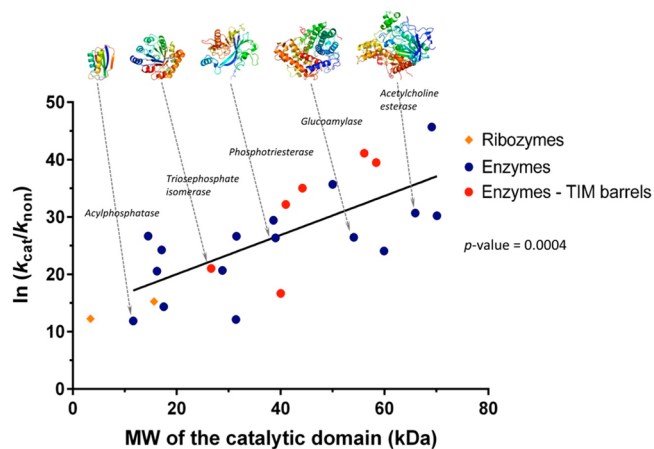 Acetylcholine
esterase
Glucoamylase
Phosphotriesterase
Triosephosphate
isomerase
Acylphosphatase
50
40
30
20
10
0
ln (kcat/knon)
0 20 40 60 80
MW of the catalytic domain (kDa)
Ribozymes
Enzymes
Enzymes - TIM barrels
p-value = 0.0004